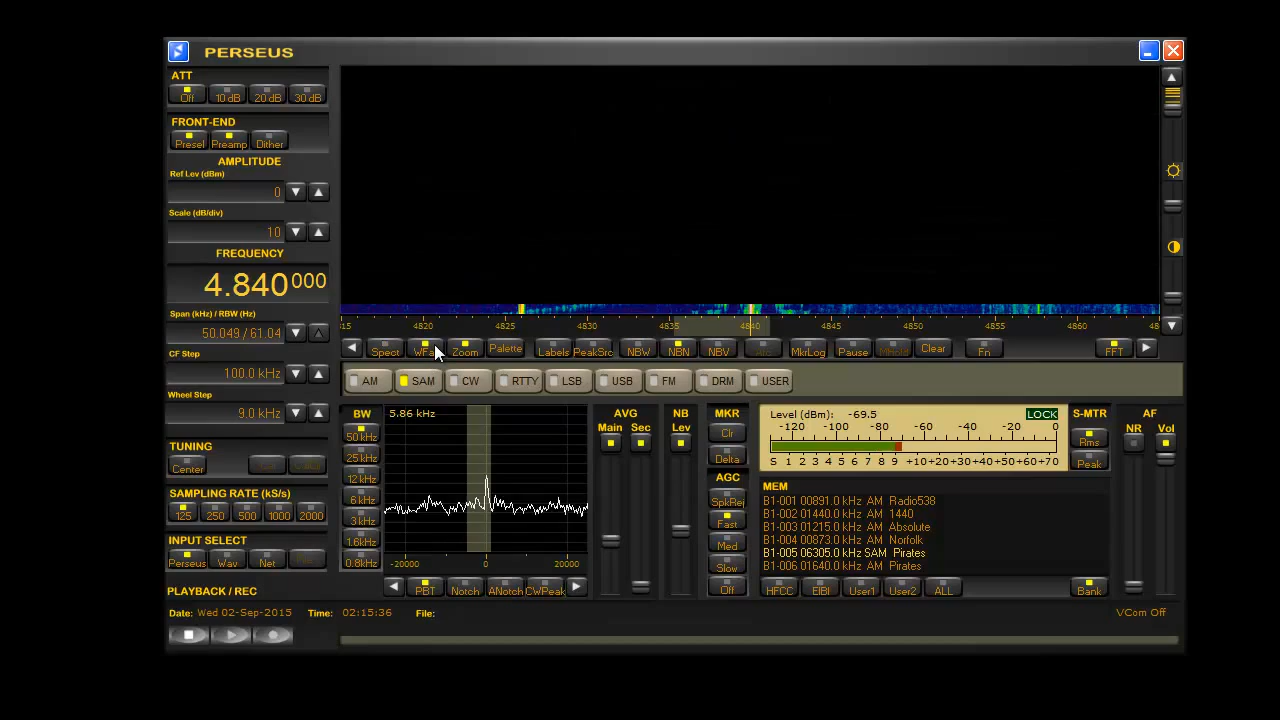 PERSEUS
ATT
Off 10 dB 20 dB 30 dB
FRONT-END
Presel Preamp Dither
AMPLITUDE
Ref Lev (dBm)
0
Scale (dB/div)
10
FREQUENCY
4.840000
Span (kHz) / RBW (Hz)
50.049 / 61.04
CF Step
100.0 kHz
Wheel Step
9.0 kHz
TUNING
Center
SAMPLING RATE (kS/s)
125 250 500 1000 2000
INPUT SELECT
Perseus Wav Net
PLAYBACK / REC
Date: Wed 02-Sep-2015 Time: 02:15:36 File:
VCom Off
4820 4825 4830 4835 4840 4845 4850 4855 4860
Spect Zoom Palette Labels PeakSrc NBW NBN NBV MkrLog Pause Mhold Clear Fn FFT
AM SAM CW RTTY LSB USB FM DRM USER
BW
50 kHz
25 kHz
12 kHz
6 kHz
3 kHz
1.6kHz
0.8kHz
5.86 kHz
-20000 0 20000
PBT Notch ANotch CWPeak
AVG
Main Sec
NB
Lev
MKR
Clr
Delta
AGC
SpkRej
Fast
Med
Slow
Off
Level (dBm): -69.5 LOCK
-120 -100 -80 -60 -40 -20 0
S 1 2 3 4 5 6 7 8 9 +10+20+30+40+50+60+70
S-MTR
Rms
Peak
AF
NR Vol
MEM
B1-001 00891.0 kHz AM Radio538
B1-002 01440.0 kHz AM 1440
B1-003 01215.0 kHz AM Absolute
B1-004 00873.0 kHz AM Norfolk
B1-005 06305.0 kHz SAM Pirates
B1-006 01640.0 kHz AM Pirates
HFCC EIBI User1 User2 ALL Bank